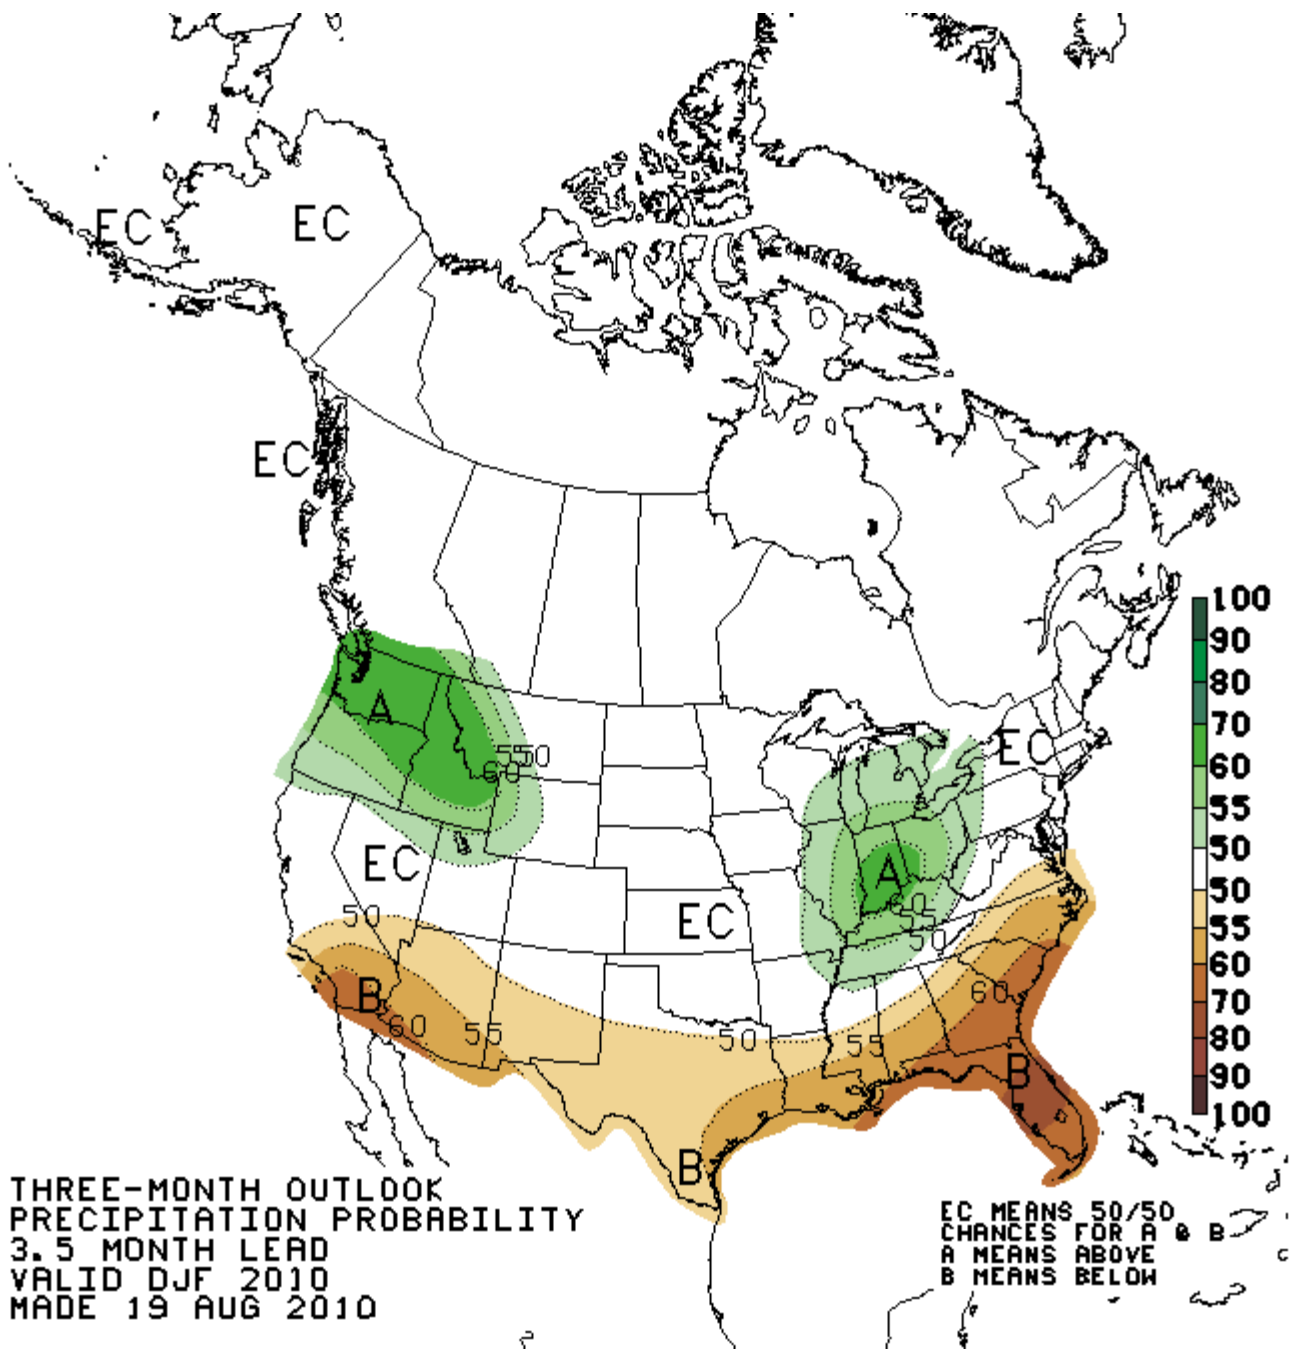 EC
EC
EC
A
55 50
60
EC
A
60
55
50
EC
EC
50
B
60
55
50
55
60
B
B
100
90
80
70
60
55
50
50
55
60
70
80
90
100
THREE-MONTH OUTLOOK
PRECIPITATION PROBABILITY
3.5 MONTH LEAD
VALID DJF 2010
MADE 19 AUG 2010
EC MEANS 50/50
CHANCES FOR A & B
A MEANS ABOVE
B MEANS BELOW